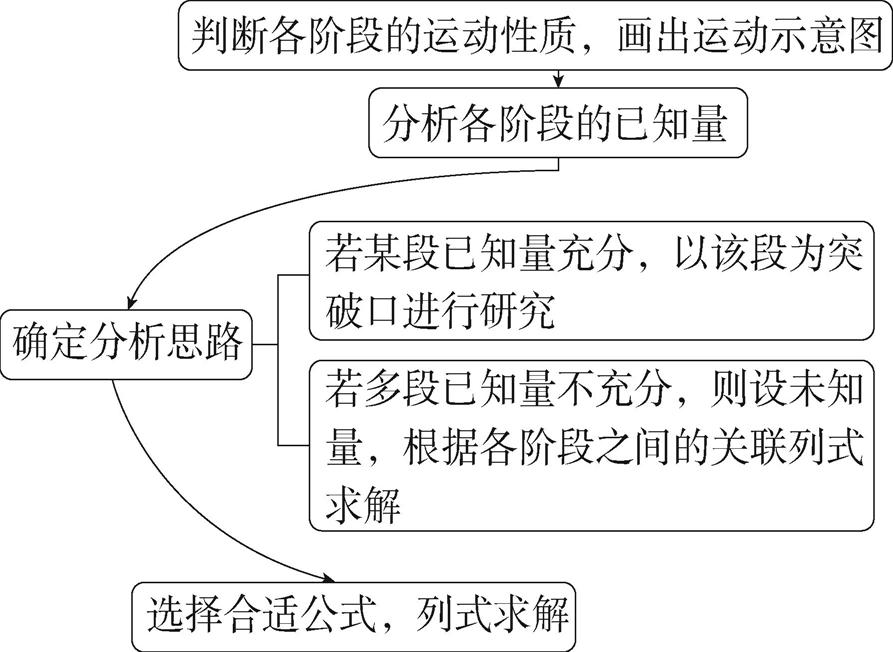 判断各阶段的运动性质，画出运动示意图
分析各阶段的已知量
若某段已知量充分，以该段为突
破口进行研究
确定分析思路
若多段已知量不充分，则设未知
量，根据各阶段之间的关联列式
求解
选择合适公式，列式求解